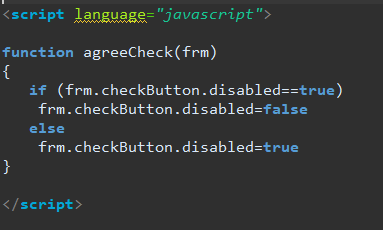 <script language="javascript">
function agreeCheck(frm)
{
if (frm.checkButton.disabled==true)
frm.checkButton.disabled=false
else
frm.checkButton.disabled=true
}
</script>